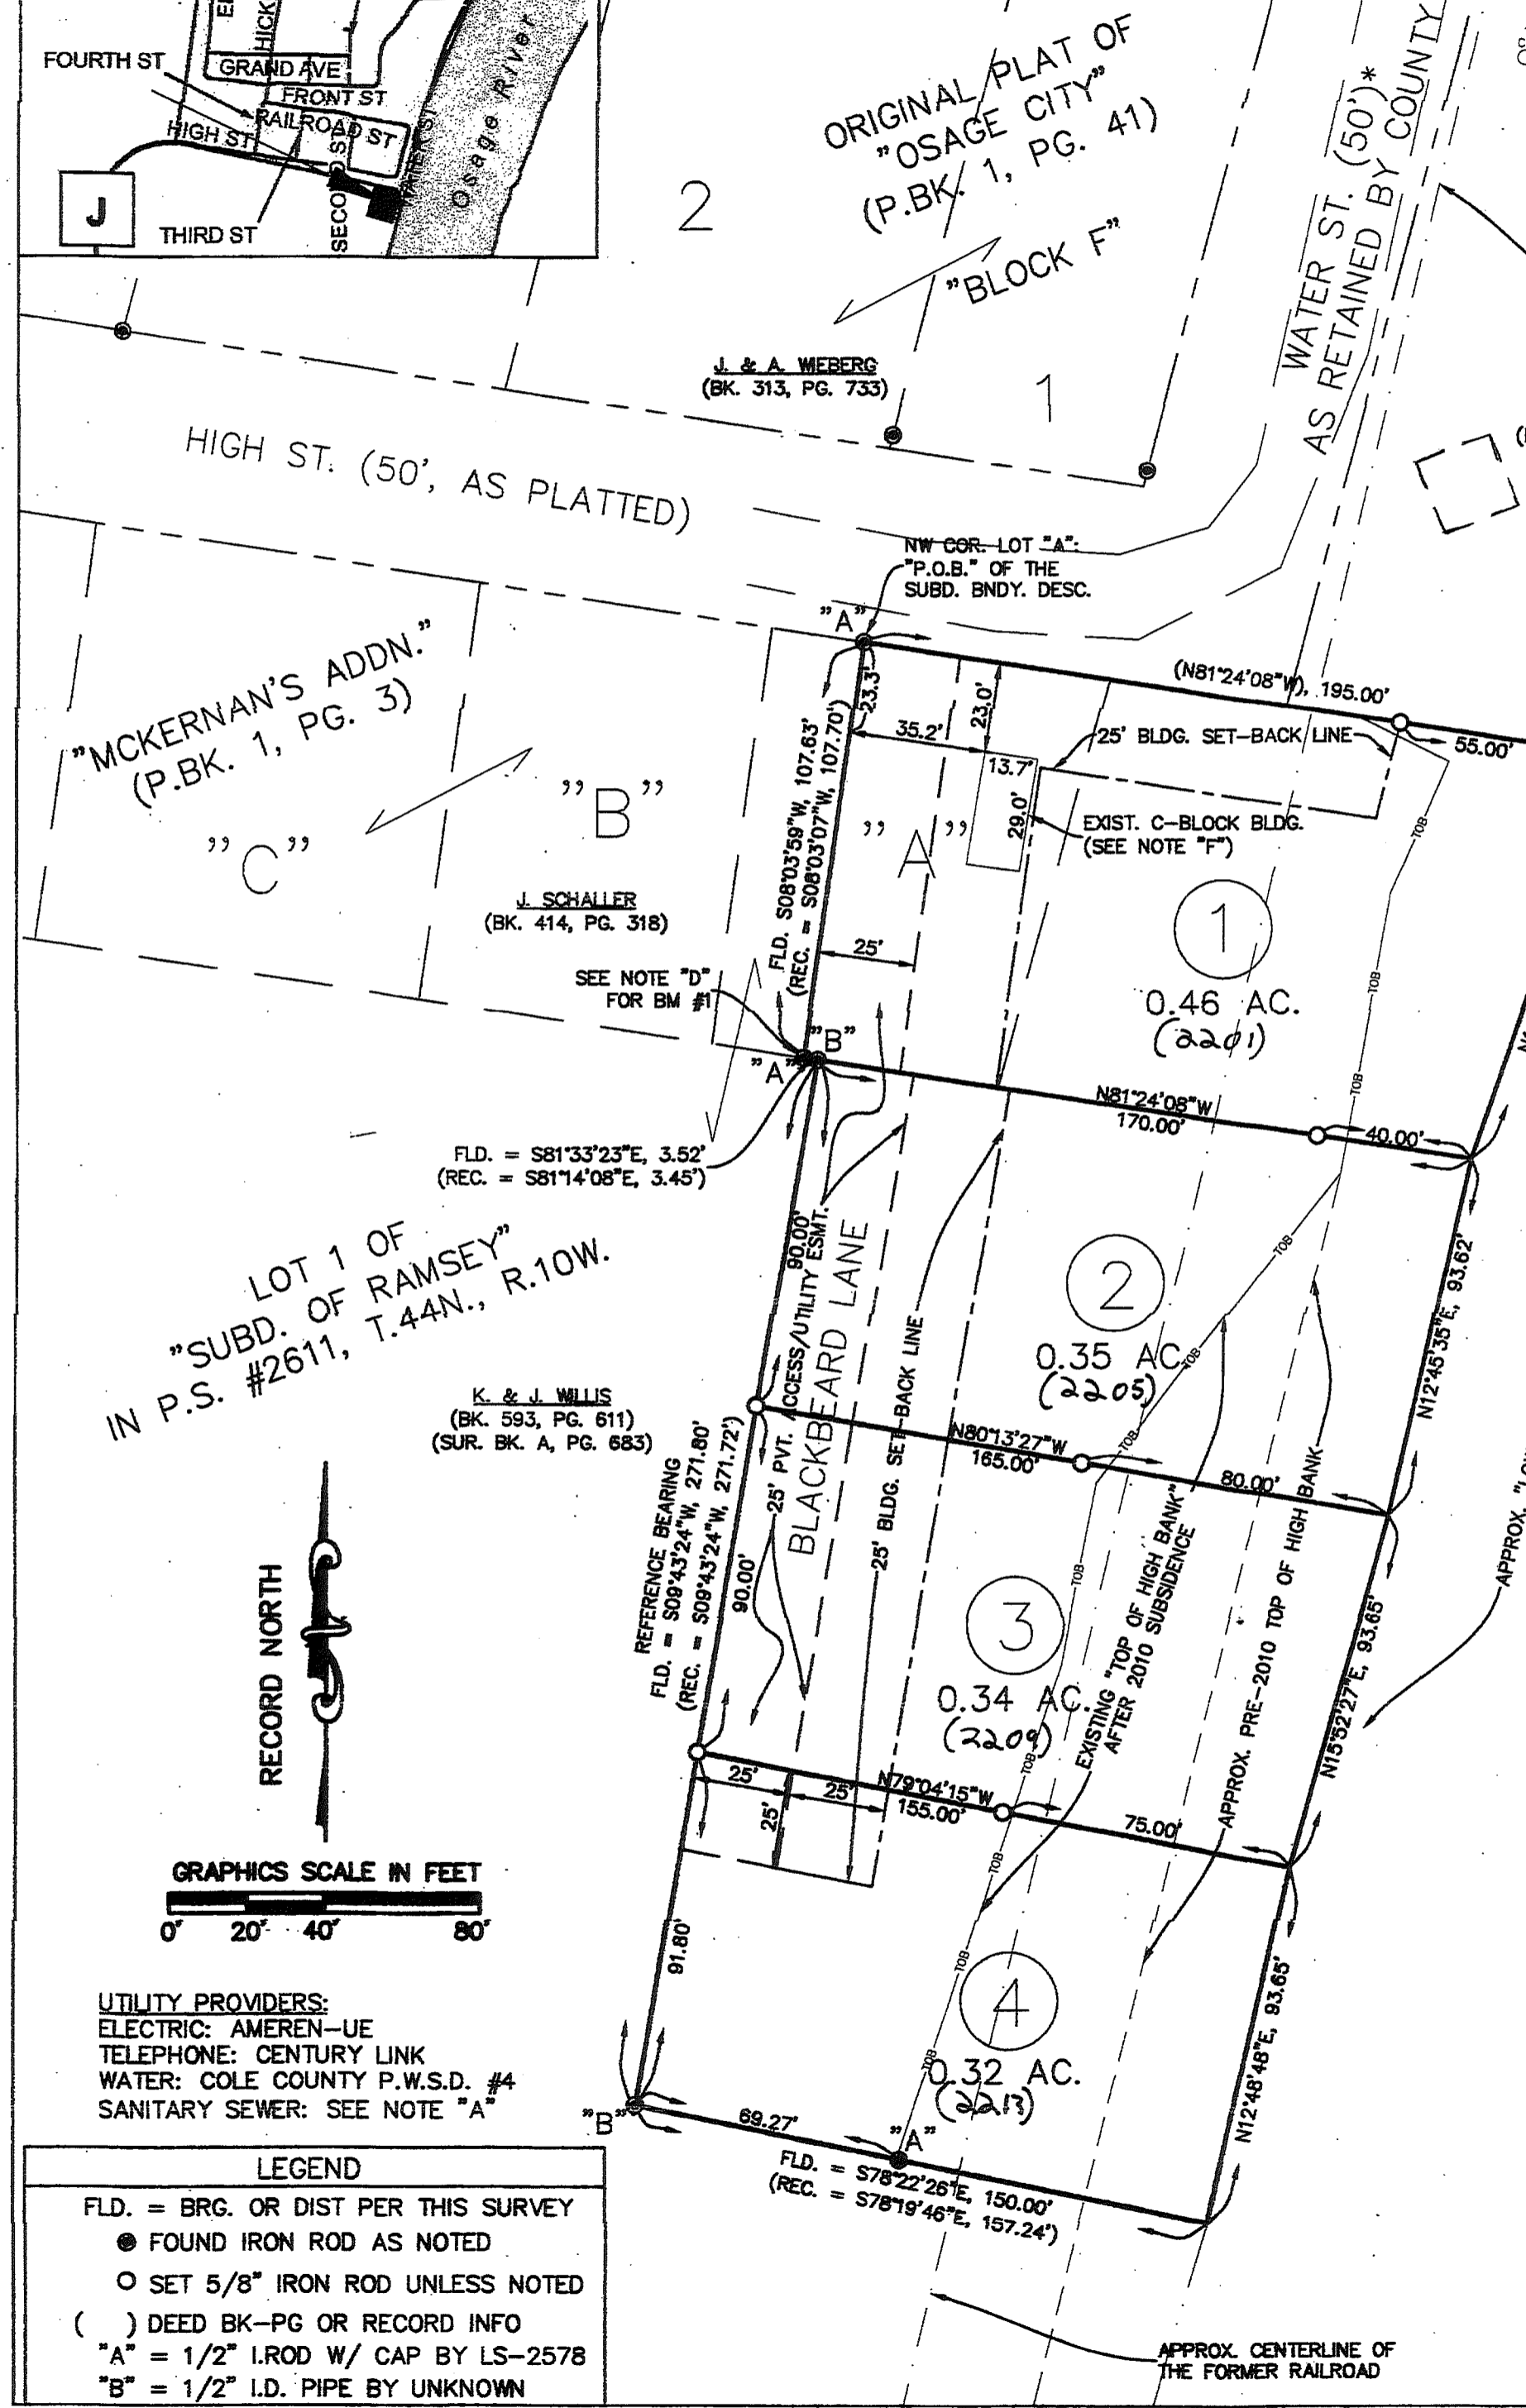 HICK
FOURTH ST
GRAND AVE
FRONT ST
RAILROAD ST
HIGH ST
SECOND ST
WATER ST
Osage River
J
THIRD ST
ORIGINAL PLAT OF
"OSAGE CITY"
(P.BK. 1, PG. 41)
2
"BLOCK F"
WATER ST. (50')*
AS RETAINED BY COUNTY
J. & A. WIEBERG
(BK. 313, PG. 733)
1
HIGH ST. (50', AS PLATTED)
NW COR. LOT "A":
"P.O.B." OF THE
SUBD. BNDY. DESC.
"A"
(N81°24'08"W), 195.00'
55.00'
"MCKERNAN'S ADDN."
(P.BK. 1, PG. 3)
"B"
"C"
23.3'
35.2'
23.0'
25' BLDG. SET-BACK LINE
13.7'
29.0'
"A"
EXIST. C-BLOCK BLDG.
(SEE NOTE "F")
TOB
FLD. S08°03'59"W, 107.63'
(REC. = S08°03'07"W, 107.70')
J. SCHALLER
(BK. 414, PG. 318)
25'
1
0.46 AC.
(2201)
TOB
SEE NOTE "D"
FOR BM #1
"B"
"A"
TOB
N81°24'08"W
170.00'
40.00'
FLD. = S81°33'23"E, 3.52'
(REC. = S81°14'08"E, 3.45')
LOT 1 OF
"SUBD. OF RAMSEY"
IN P.S. #2611, T.44N., R.10W.
90.00'
25' PVT. ACCESS/UTILITY ESMT.
BLACKBEARD LANE
25' BLDG. SET-BACK LINE
2
0.35 AC.
(2205)
TOB
TOB
N12°45'35"E, 93.62'
K. & J. WILLIS
(BK. 593, PG. 611)
(SUR. BK. A, PG. 683)
N80°13'27"W
165.00'
TOB
80.00'
REFERENCE BEARING
FLD. = S09°43'24"W, 271.80'
(REC. = S09°43'24"W, 271.72')
90.00'
RECORD NORTH
TOB
3
0.34 AC.
(2209)
TOB
EXISTING "TOP OF HIGH BANK"
AFTER 2010 SUBSIDENCE
APPROX. PRE-2010 TOP OF HIGH BANK
N15°52'27"E, 93.65'
25'
25'
25'
N79°04'15"W
155.00'
75.00'
TOB
GRAPHICS SCALE IN FEET
0' 20' 40' 80'
91.80'
TOB
4
0.32 AC.
(2213)
TOB
N12°48'48"E, 93.65'
UTILITY PROVIDERS:
ELECTRIC: AMEREN-UE
TELEPHONE: CENTURY LINK
WATER: COLE COUNTY P.W.S.D. #4
SANITARY SEWER: SEE NOTE "A"
"B"
69.27'
"A"
FLD. = S78°22'26"E, 150.00'
(REC. = S78°19'46"E, 157.24')
LEGEND
FLD. = BRG. OR DIST PER THIS SURVEY
FOUND IRON ROD AS NOTED
SET 5/8" IRON ROD UNLESS NOTED
( ) DEED BK-PG OR RECORD INFO
"A" = 1/2" I.ROD W/ CAP BY LS-2578
"B" = 1/2" I.D. PIPE BY UNKNOWN
APPROX. CENTERLINE OF
THE FORMER RAILROAD
APPROX.